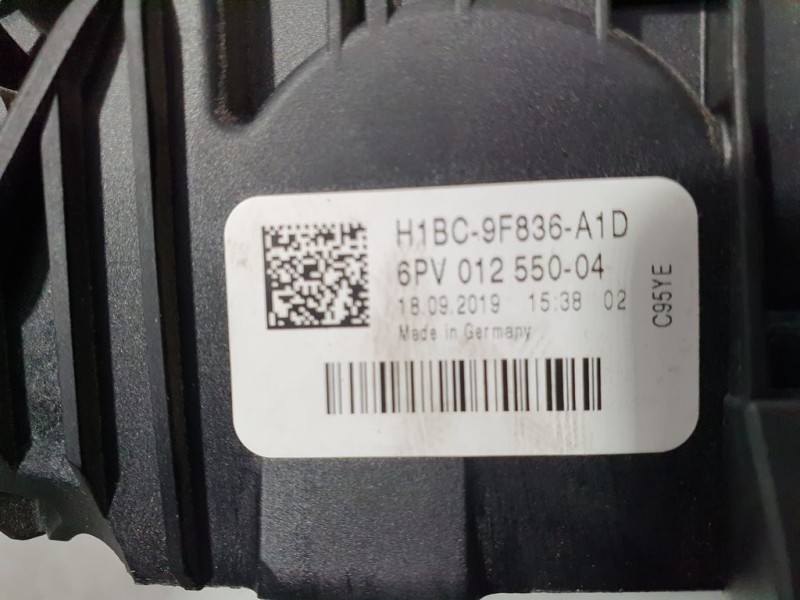 H1BC-9F836-A1D
6PV 012 550-04
18.09.2019 15:38 02
Made in Germany
C95YE